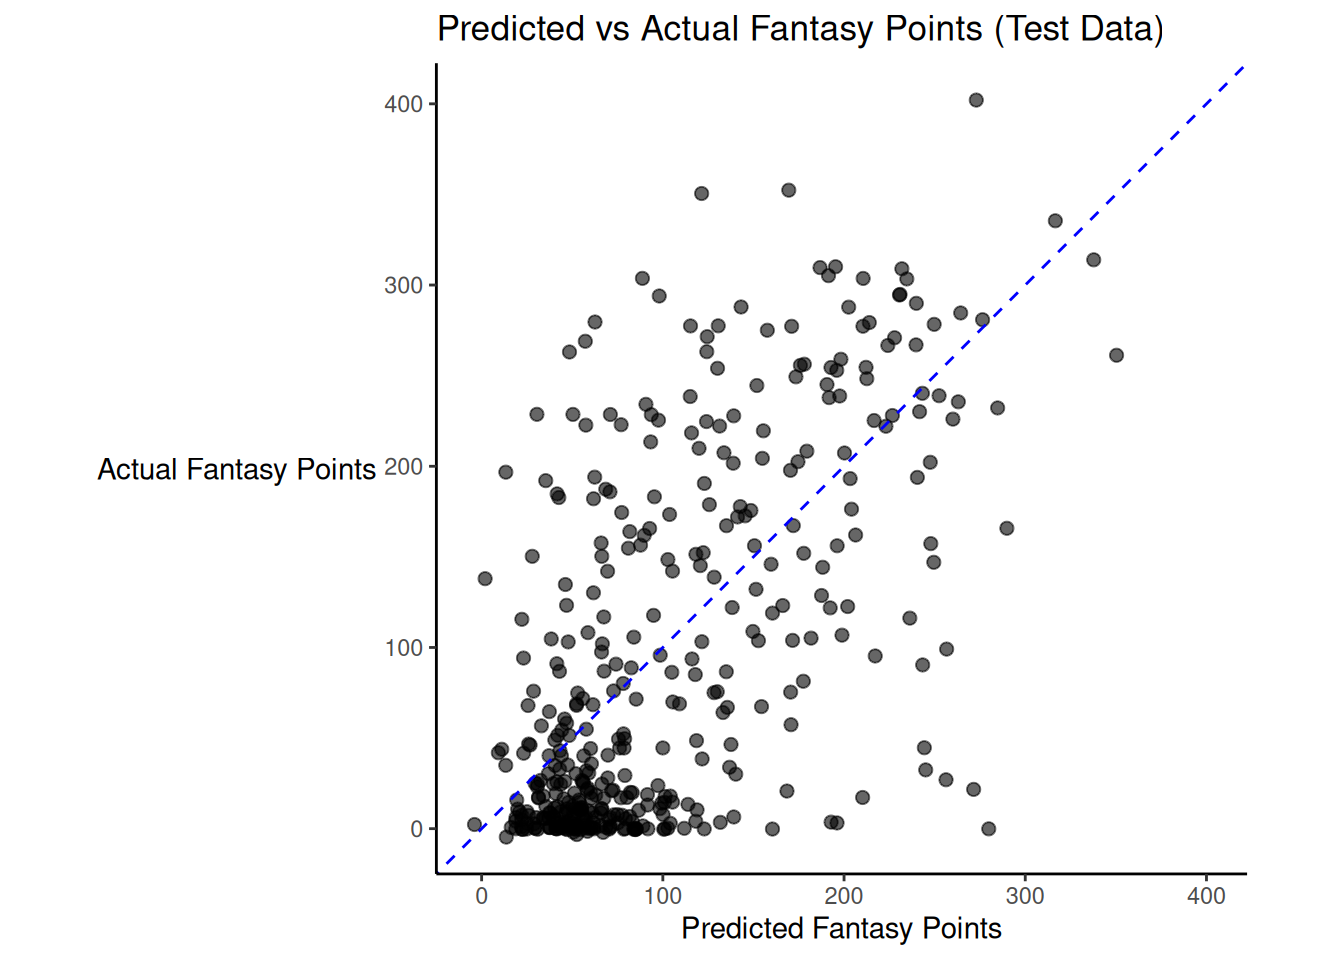 Predicted vs Actual Fantasy Points (Test Data)
400
300
Actual Fantasy Points 200
100
0
0 100 200 300 400
Predicted Fantasy Points